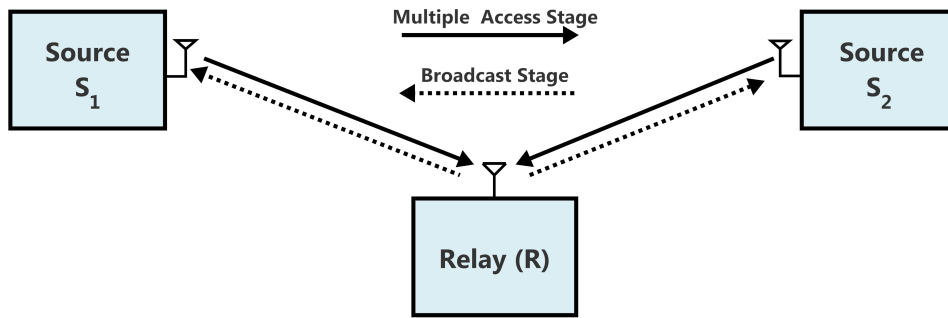 Multiple Access Stage
Source
S1
Broadcast Stage
Source
S2
Relay (R)